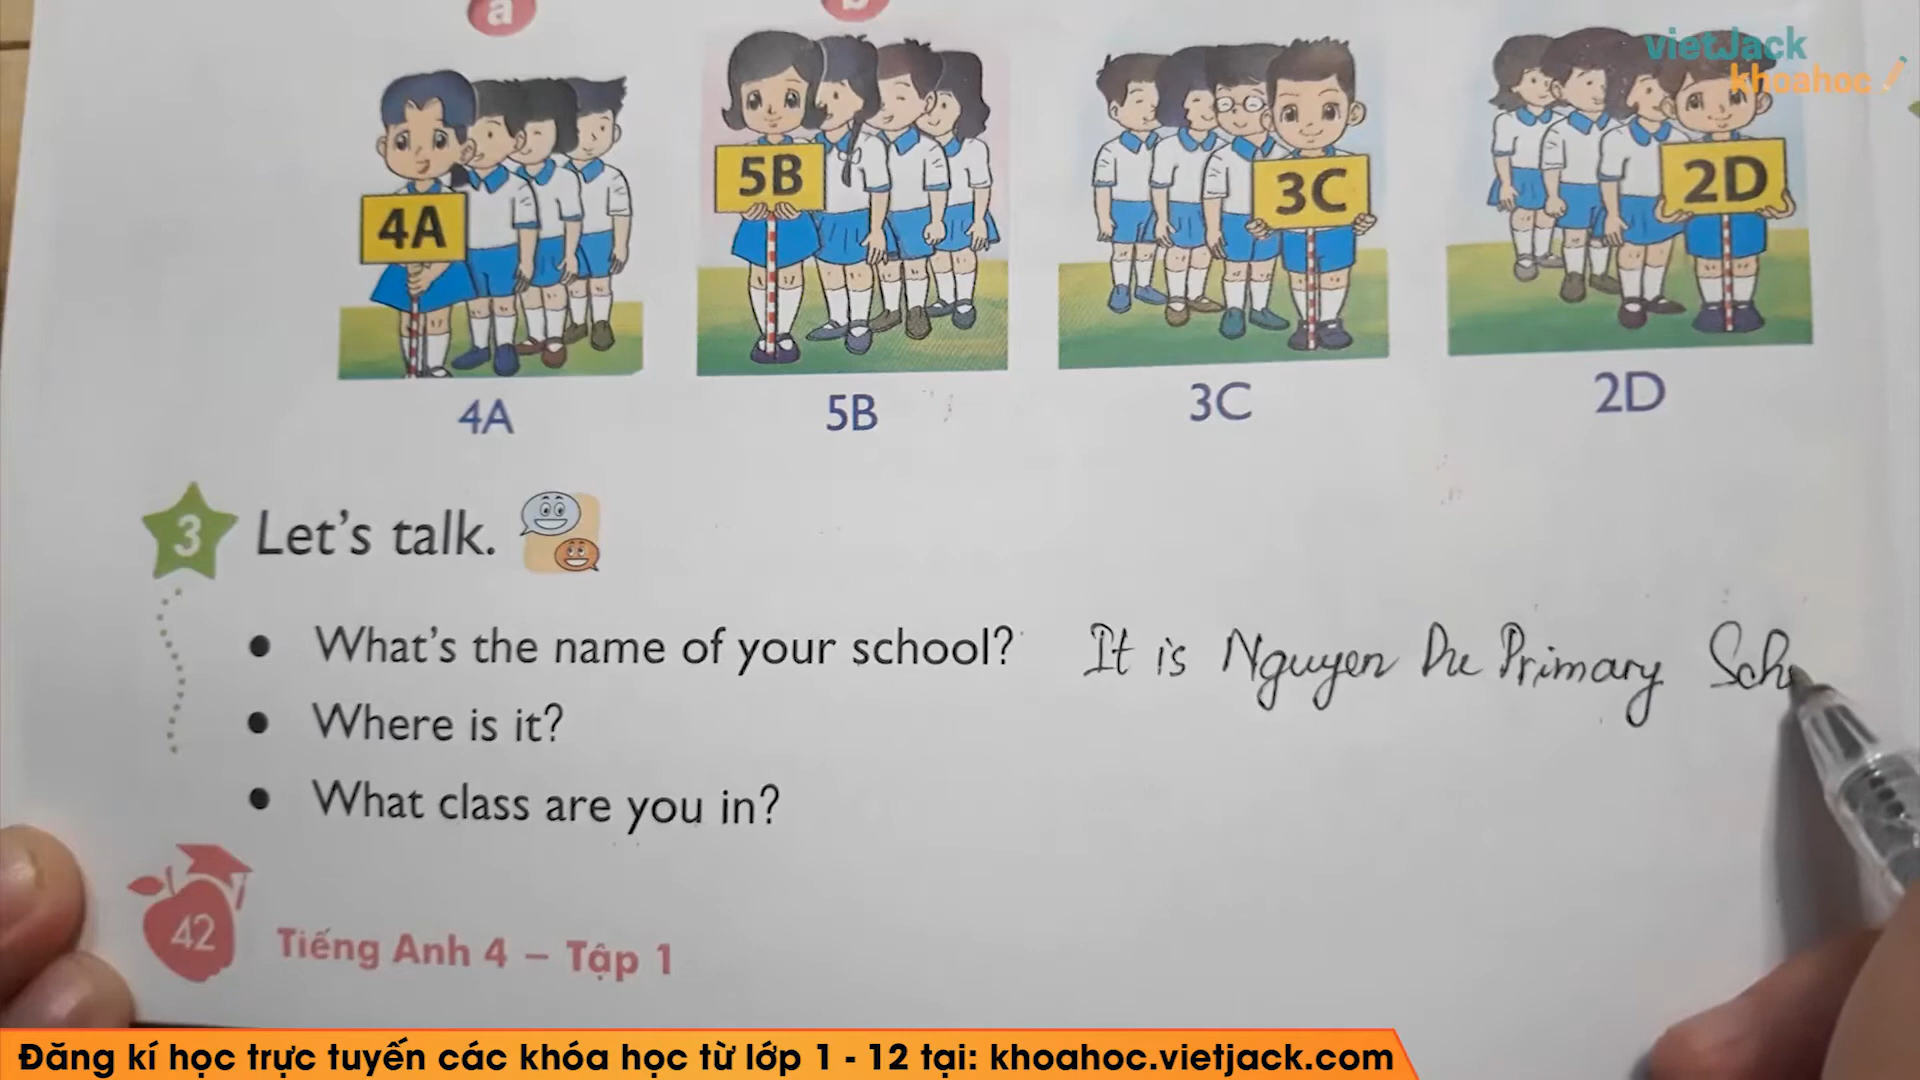 a
b
vietJack
khoahoc
4A
5B
3C
2D
4A
5B
3C
2D
3 Let's talk.
• What's the name of your school? It is Nguyen Du Primary Sch
• Where is it?
• What class are you in?
42
Tiếng Anh 4 – Tập 1
Đăng kí học trực tuyến các khóa học từ lớp 1 - 12 tại: khoahoc.vietjack.com